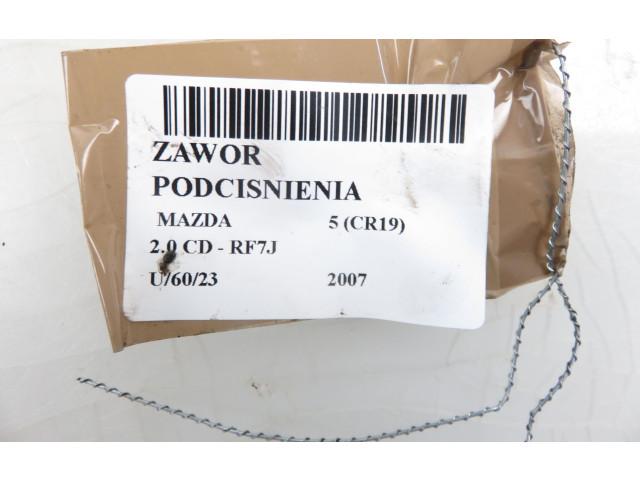 ZAWOR
PODCISNIENIA
MAZDA 5 (CR19)
2.0 CD - RF7J
U/60/23 2007